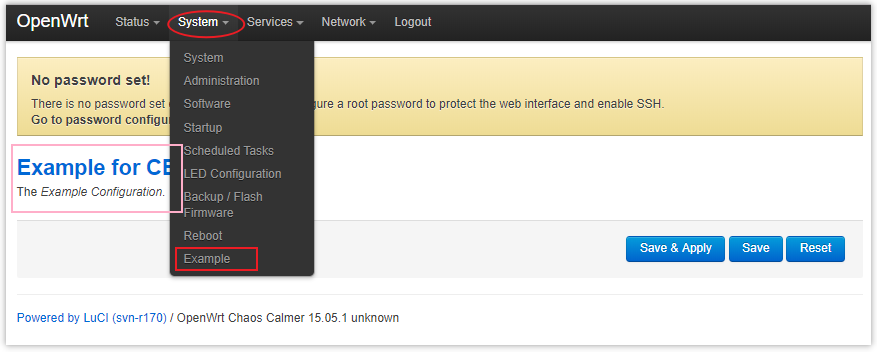 OpenWrt Status System Services Network Logout
System
Administration
Software
Startup
Scheduled Tasks
LED Configuration
Backup / Flash
Firmware
Reboot
Example
No password set!
There is no password set gure a root password to protect the web interface and enable SSH.
Go to password configu
Example for CB
The Example Configuration.
Save & Apply Save Reset
Powered by LuCI (svn-r170) / OpenWrt Chaos Calmer 15.05.1 unknown